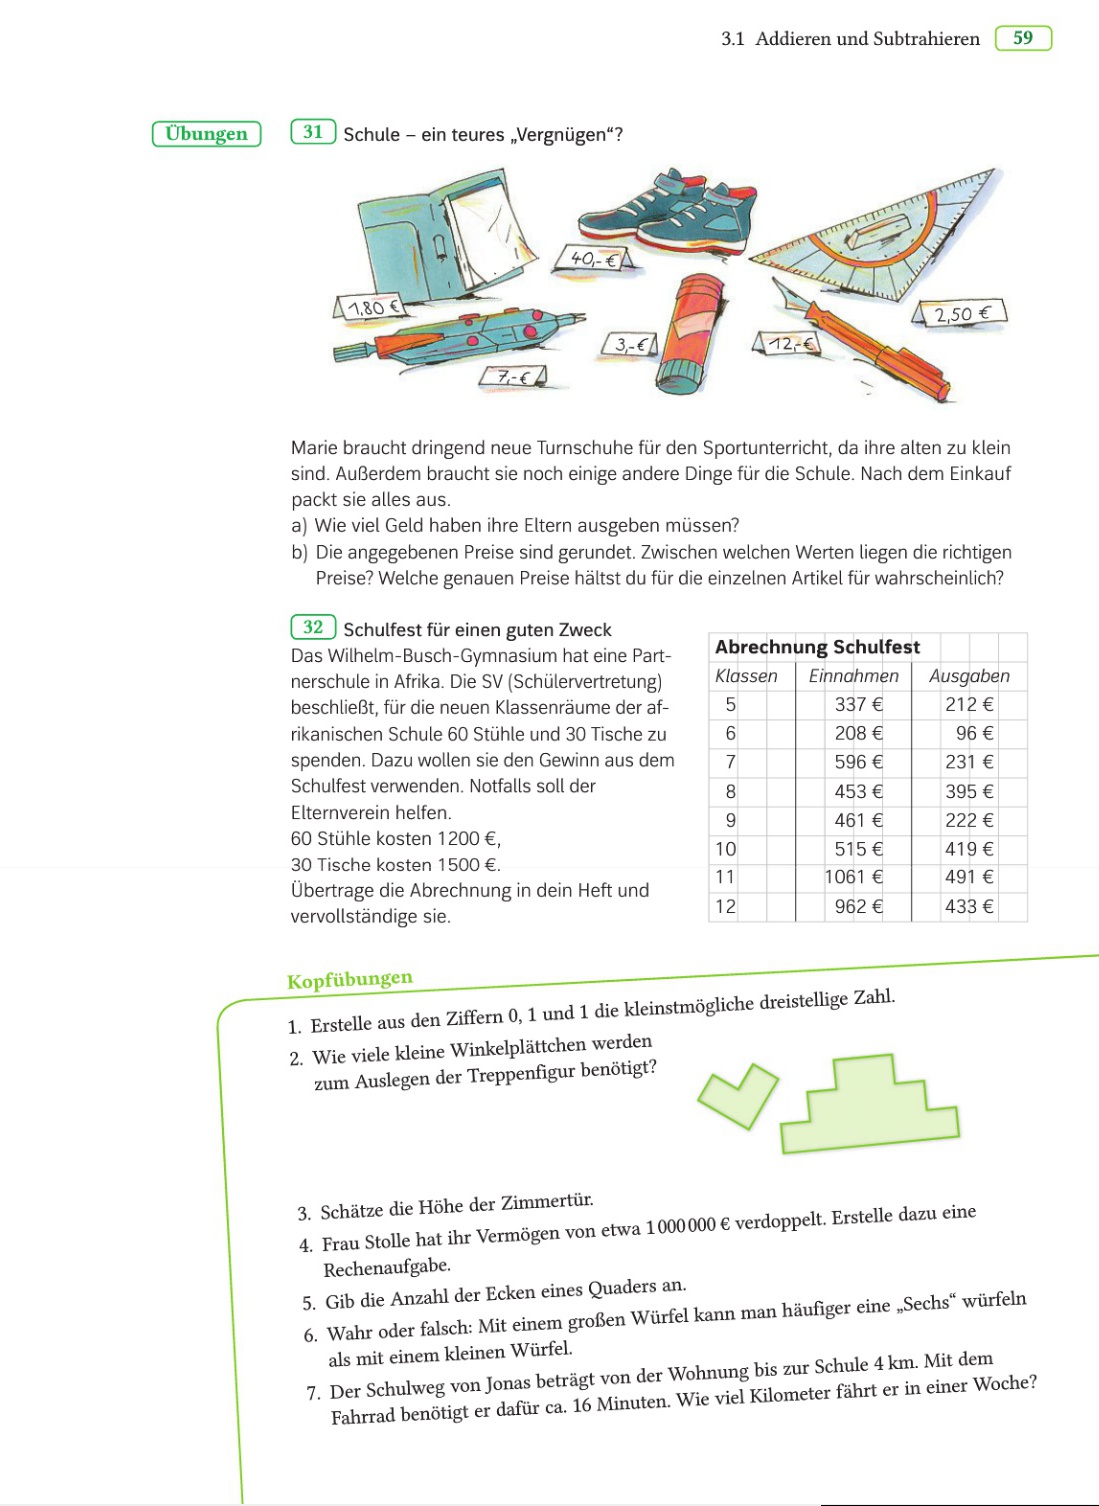 3.1 Addieren und Subtrahieren 59
Übungen
31 Schule – ein teures „Vergnügen“?
40,-€
1,80 €
2,50 €
3,-€
12,-€
7,-€
Marie braucht dringend neue Turnschuhe für den Sportunterricht, da ihre alten zu klein
sind. Außerdem braucht sie noch einige andere Dinge für die Schule. Nach dem Einkauf
packt sie alles aus.
a) Wie viel Geld haben ihre Eltern ausgeben müssen?
b) Die angegebenen Preise sind gerundet. Zwischen welchen Werten liegen die richtigen
Preise? Welche genauen Preise hältst du für die einzelnen Artikel für wahrscheinlich?
32 Schulfest für einen guten Zweck
Das Wilhelm-Busch-Gymnasium hat eine Part-
nerschule in Afrika. Die SV (Schülervertretung)
beschließt, für die neuen Klassenräume der af-
rikanischen Schule 60 Stühle und 30 Tische zu
spenden. Dazu wollen sie den Gewinn aus dem
Schulfest verwenden. Notfalls soll der
Elternverein helfen.
60 Stühle kosten 1200 €,
30 Tische kosten 1500 €.
Übertrage die Abrechnung in dein Heft und
vervollständige sie.
Abrechnung Schulfest
Klassen Einnahmen Ausgaben
5 337 € 212 €
6 208 € 96 €
7 596 € 231 €
8 453 € 395 €
9 461 € 222 €
10 515 € 419 €
11 1061 € 491 €
12 962 € 433 €
Kopfübungen
1. Erstelle aus den Ziffern 0, 1 und 1 die kleinstmögliche dreistellige Zahl.
2. Wie viele kleine Winkelplättchen werden
zum Auslegen der Treppenfigur benötigt?
3. Schätze die Höhe der Zimmertür.
4. Frau Stolle hat ihr Vermögen von etwa 1 000 000 € verdoppelt. Erstelle dazu eine
Rechenaufgabe.
5. Gib die Anzahl der Ecken eines Quaders an.
6. Wahr oder falsch: Mit einem großen Würfel kann man häufiger eine „Sechs“ würfeln
als mit einem kleinen Würfel.
7. Der Schulweg von Jonas beträgt von der Wohnung bis zur Schule 4 km. Mit dem
Fahrrad benötigt er dafür ca. 16 Minuten. Wie viel Kilometer fährt er in einer Woche?